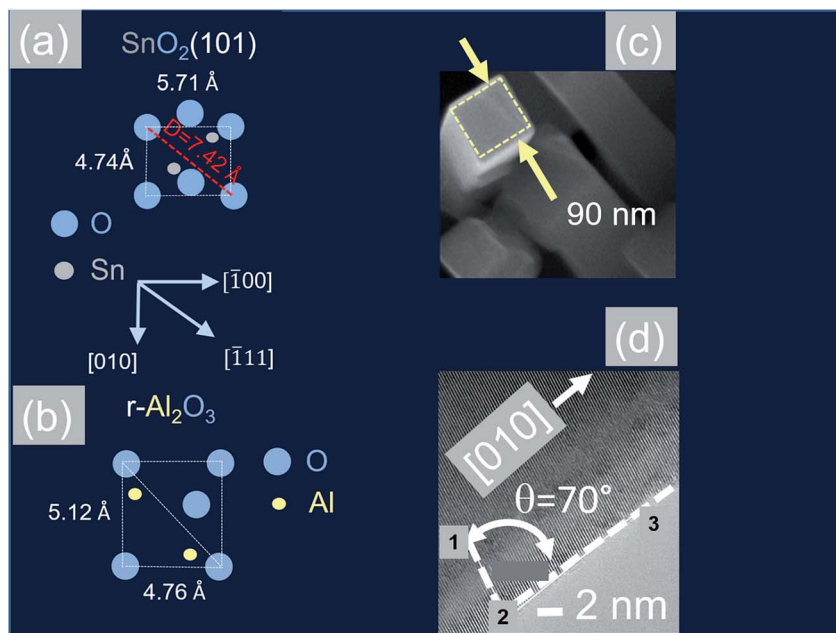 (a)
SnO₂(101)
5.71 Å
4.74Å
D=7.42 Å
O
Sn
[1̅00]
[010]
[1̅11]
(b)
r-Al₂O₃
5.12 Å
4.76 Å
O
Al
(c)
90 nm
(d)
[010]
θ=70°
1
2
3
2 nm